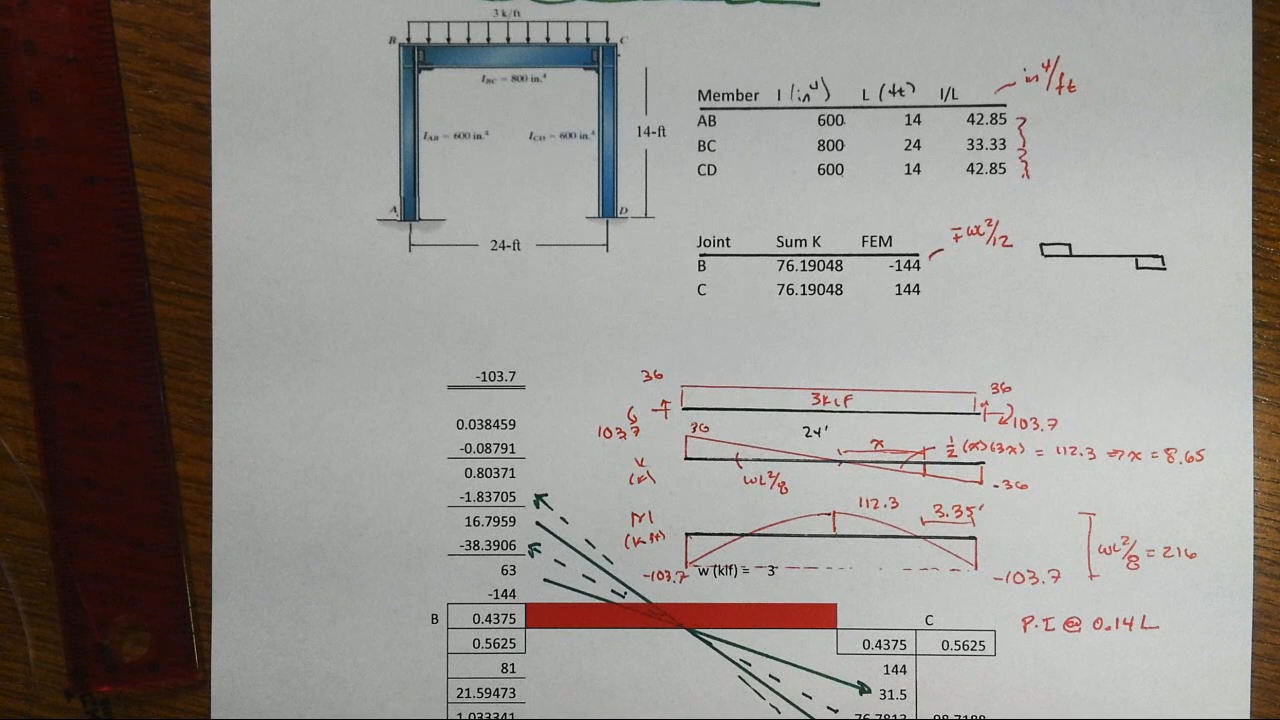 3 k/ft
B C
I_BC = 800 in.⁴
I_AB = 600 in.⁴ I_CD = 600 in.⁴
14-ft
A D
24-ft
in⁴/ft
Member I (in⁴) L (ft) I/L
AB 600 14 42.85
BC 800 24 33.33
CD 600 14 42.85
∓ wL²/12
Joint Sum K FEM
B 76.19048 -144
C 76.19048 144
-103.7
0.038459
-0.08791
0.80371
-1.83705
16.7959
-38.3906
63
-144
B 0.4375
0.5625
81
21.59473
1.033341
36 36
3KLF
103.7 103.7
24'
36 x ½(x)(3x) = 112.3 ⇒ x = 8.65
V
(K)
wL²/8 -36
M
(K ft)
112.3 3.35'
wL²/8 = 216
-103.7 w (klf) = 3 -103.7
P.I @ 0.14L
C
0.4375 0.5625
144
31.5